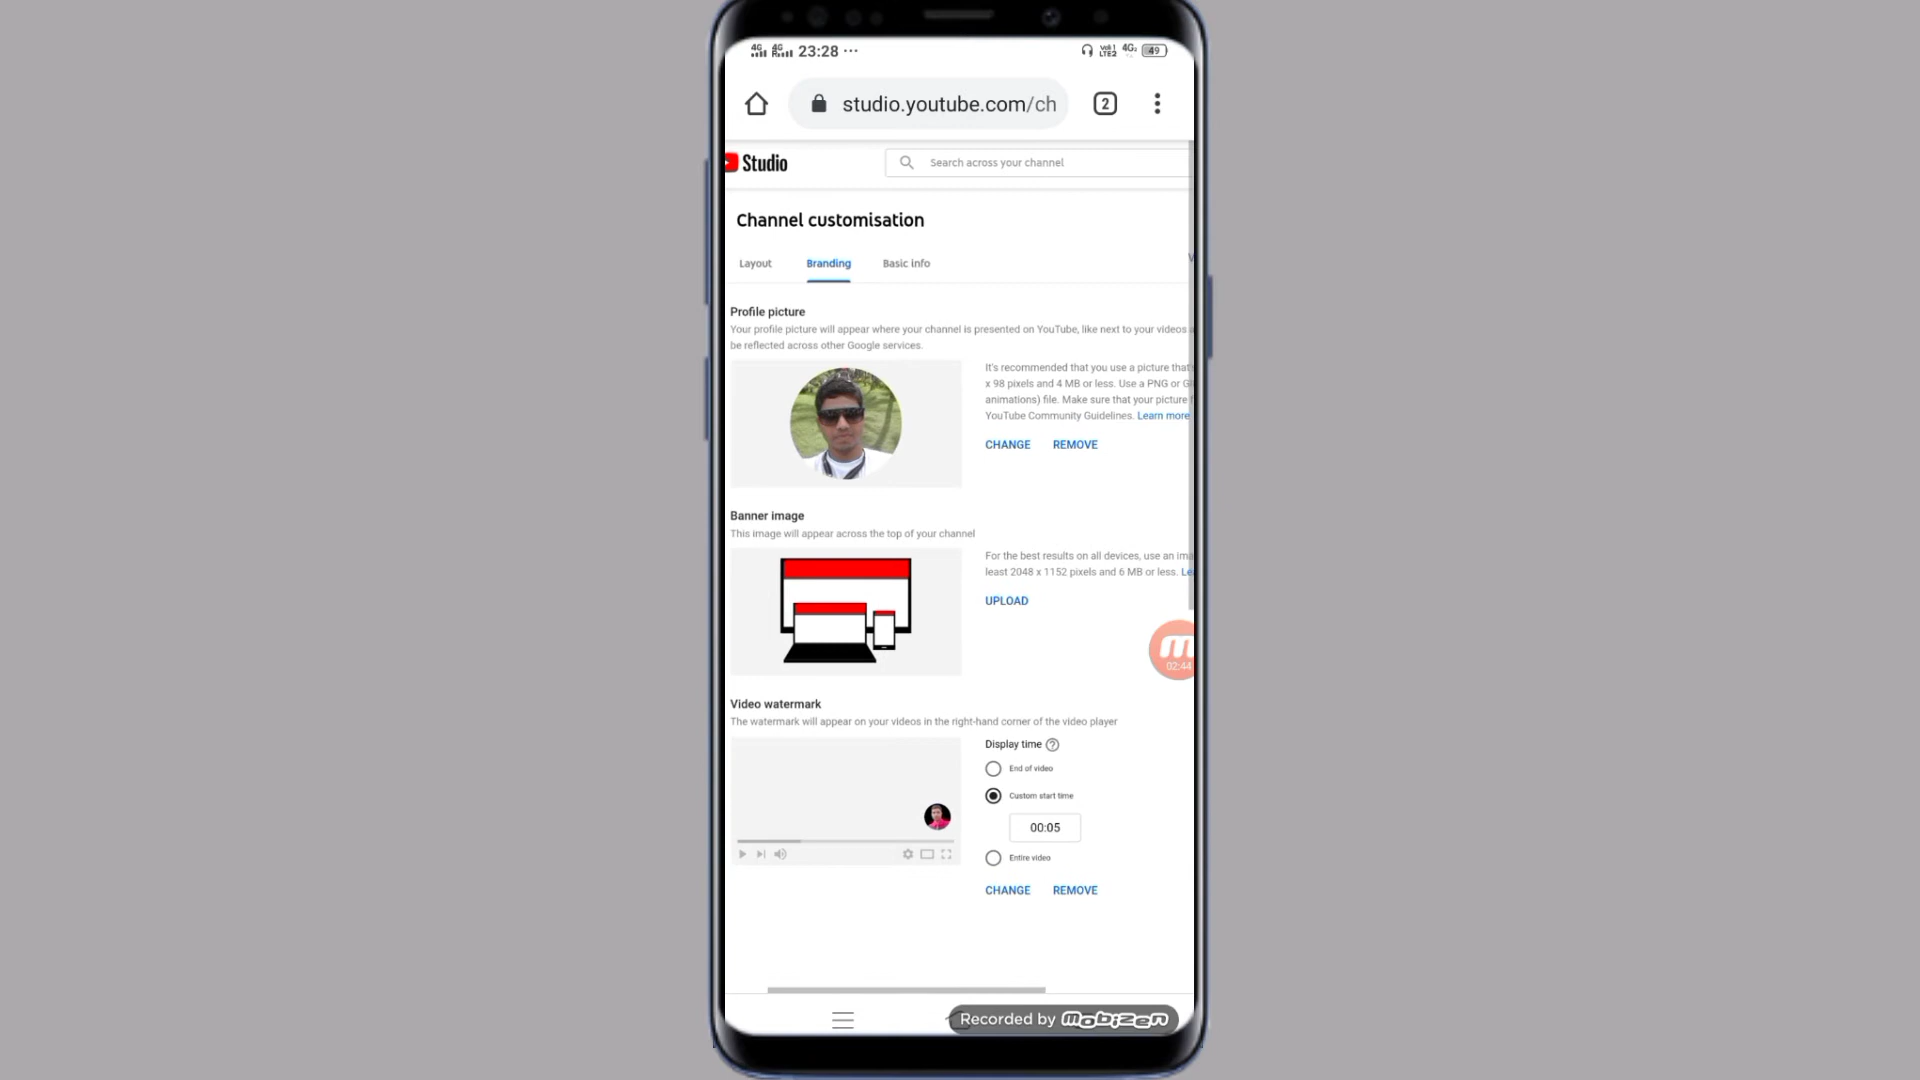 4G 4G 23:28 ...
4G 49
studio.youtube.com/ch
2
Studio
Search across your channel
Channel customisation
Layout Branding Basic info
Profile picture
Your profile picture will appear where your channel is presented on YouTube, like next to your videos
be reflected across other Google services.
It's recommended that you use a picture that's
x 98 pixels and 4 MB or less. Use a PNG or GI
animations) file. Make sure that your picture f
YouTube Community Guidelines. Learn more
CHANGE REMOVE
Banner image
This image will appear across the top of your channel
For the best results on all devices, use an ima
least 2048 x 1152 pixels and 6 MB or less. Le
UPLOAD
02:44
Video watermark
The watermark will appear on your videos in the right-hand corner of the video player
Display time
End of video
Custom start time
00:05
Entire video
CHANGE REMOVE
Recorded by mobizen